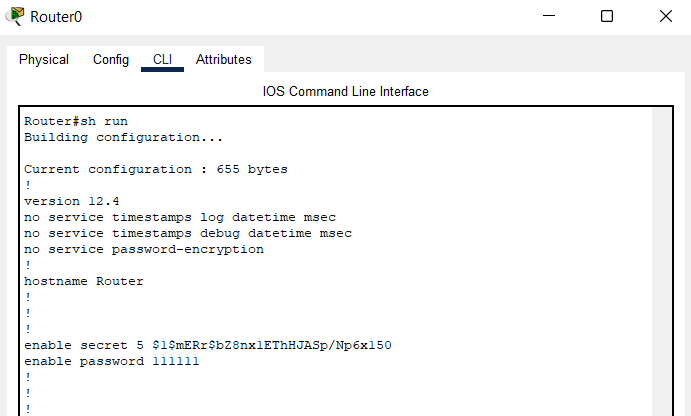 Router0
Physical Config CLI Attributes
IOS Command Line Interface
Router#sh run
Building configuration...
Current configuration : 655 bytes
!
version 12.4
no service timestamps log datetime msec
no service timestamps debug datetime msec
no service password-encryption
!
hostname Router
!
!
!
enable secret 5 $1$mERr$bZ8nx1EThHJASp/Np6x150
enable password 111111
!
!
!